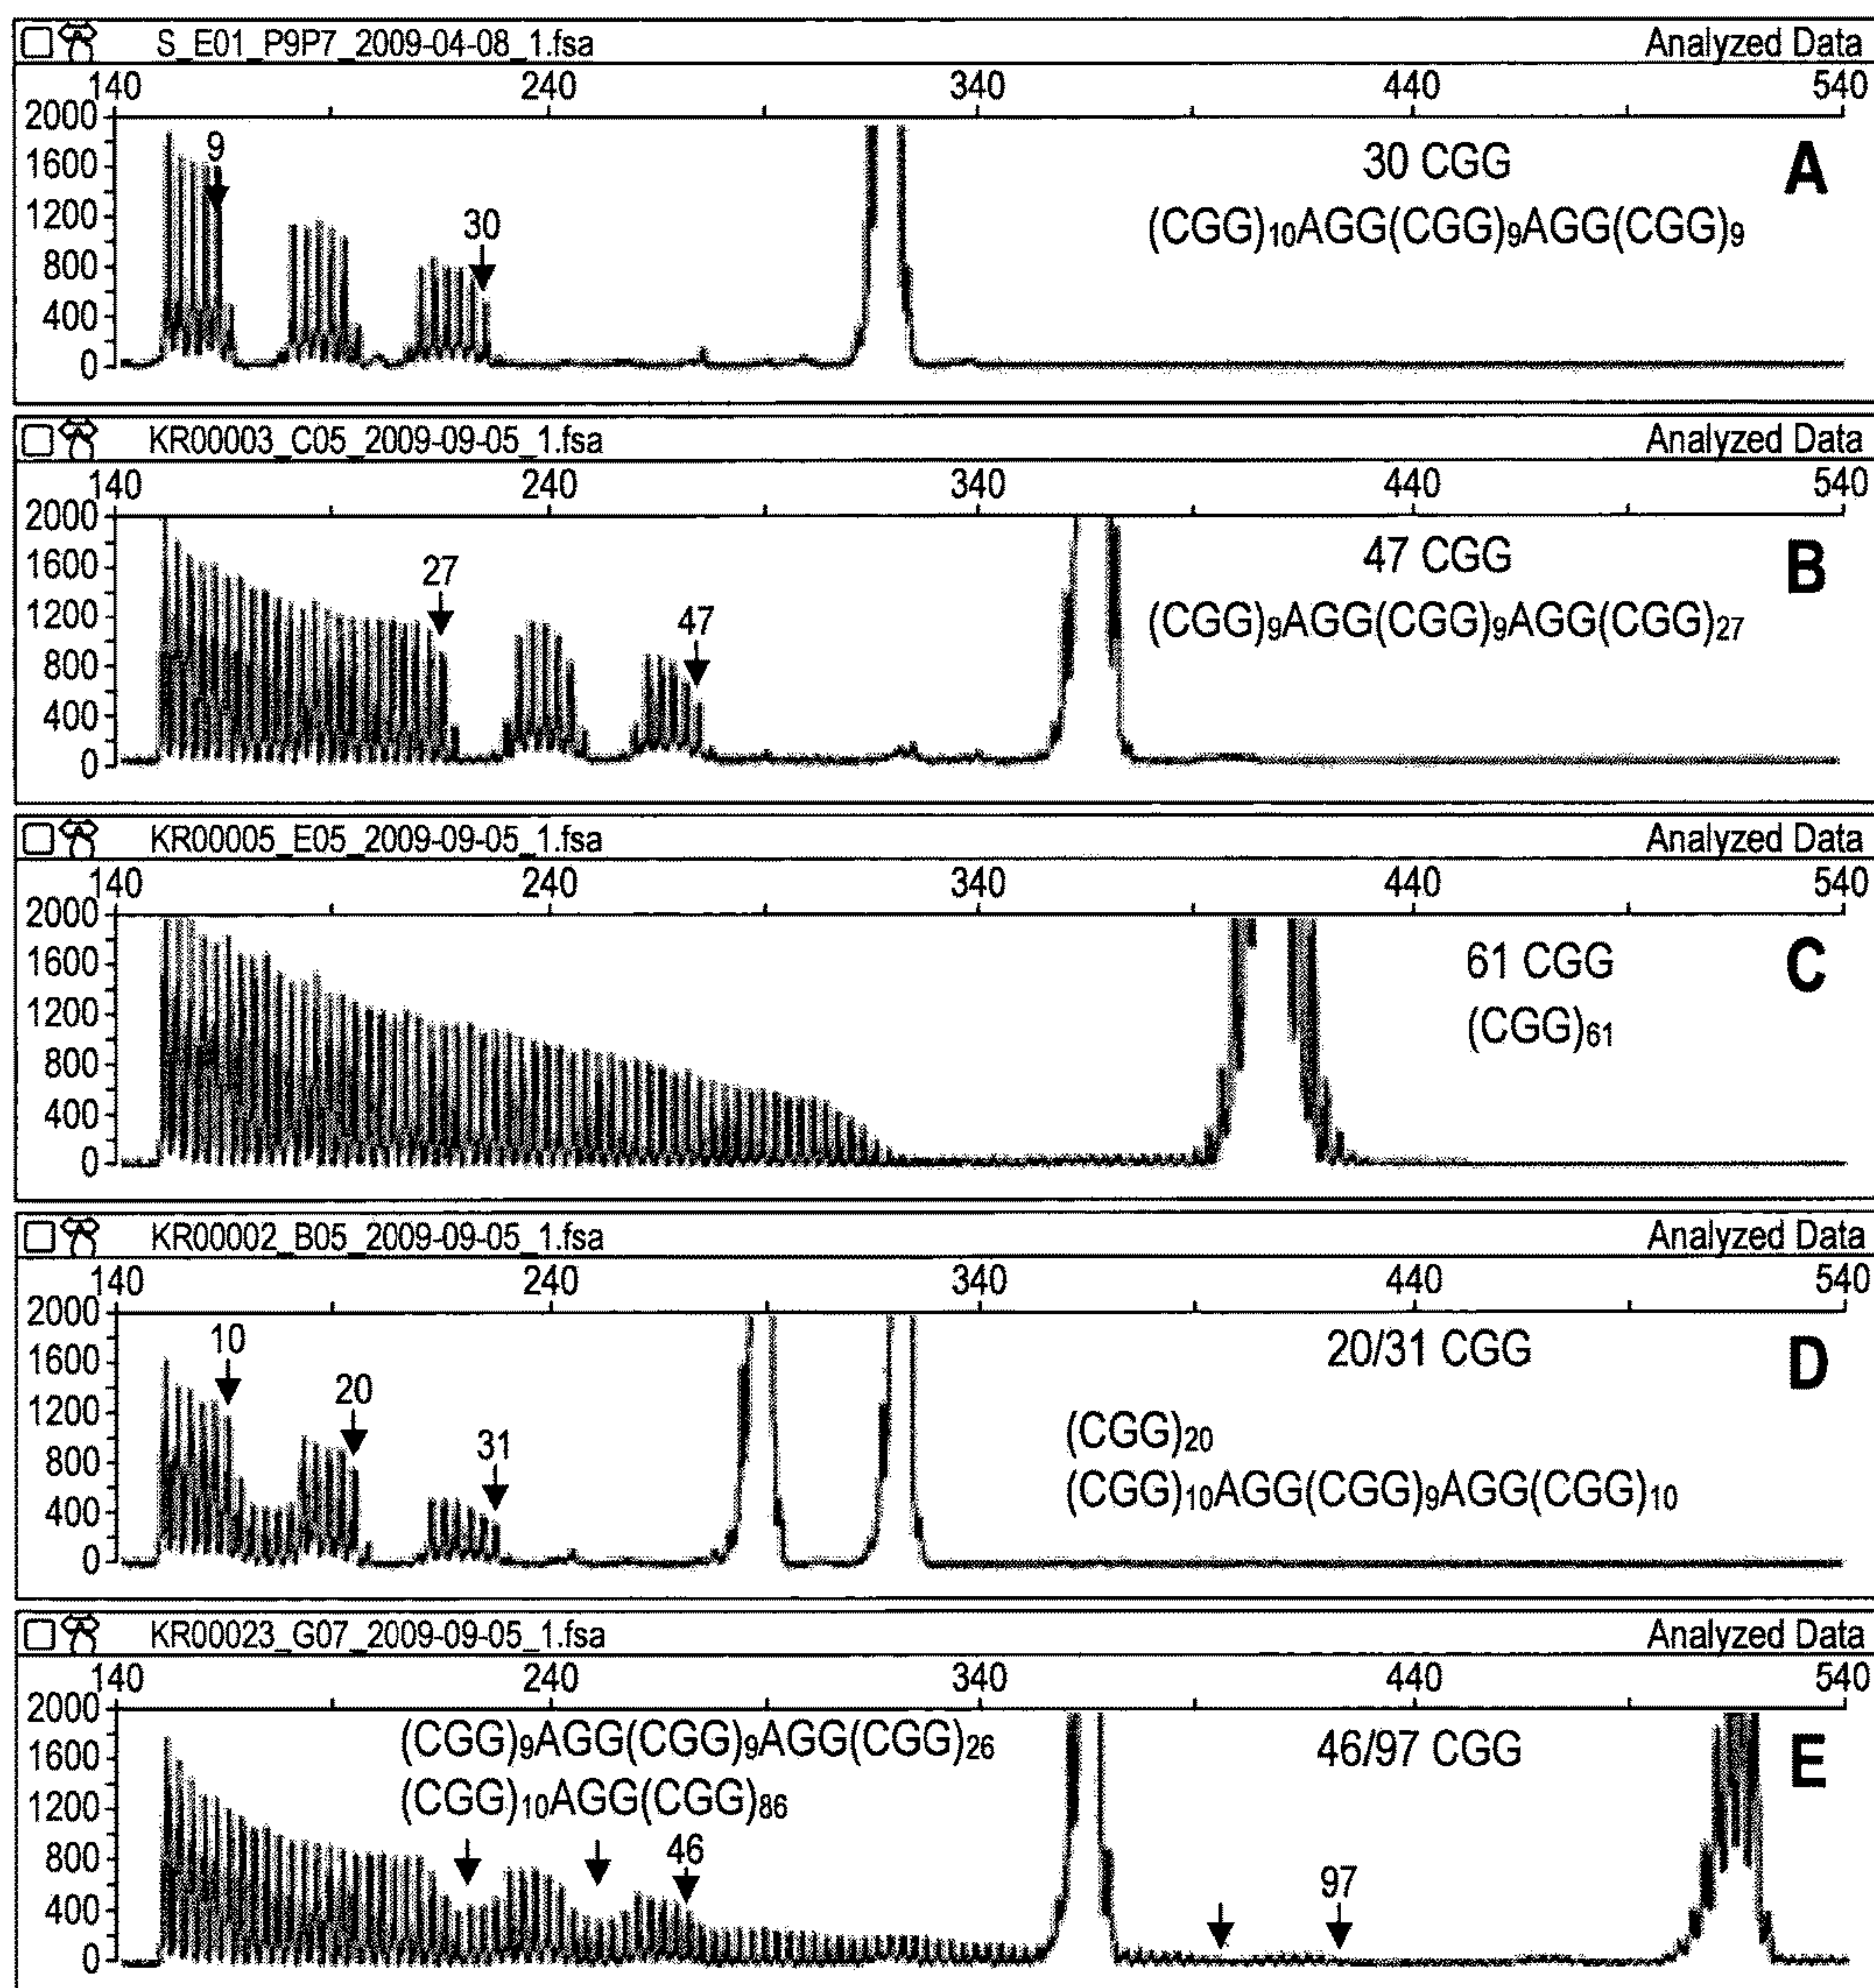 S_E01_P9P7_2009-04-08_1.fsa Analyzed Data
140 240 340 440 540
2000
1600
1200
800
400
0
9
30
30 CGG
(CGG)10AGG(CGG)9AGG(CGG)9
A
KR00003_C05_2009-09-05_1.fsa Analyzed Data
140 240 340 440 540
2000
1600
1200
800
400
0
27
47
47 CGG
(CGG)9AGG(CGG)9AGG(CGG)27
B
KR00005_E05_2009-09-05_1.fsa Analyzed Data
140 240 340 440 540
2000
1600
1200
800
400
0
61 CGG
(CGG)61
C
KR00002_B05_2009-09-05_1.fsa Analyzed Data
140 240 340 440 540
2000
1600
1200
800
400
0
10
20
31
20/31 CGG
(CGG)20
(CGG)10AGG(CGG)9AGG(CGG)10
D
KR00023_G07_2009-09-05_1.fsa Analyzed Data
140 240 340 440 540
2000
1600
1200
800
400
0
(CGG)9AGG(CGG)9AGG(CGG)26
(CGG)10AGG(CGG)86
46
97
46/97 CGG
E